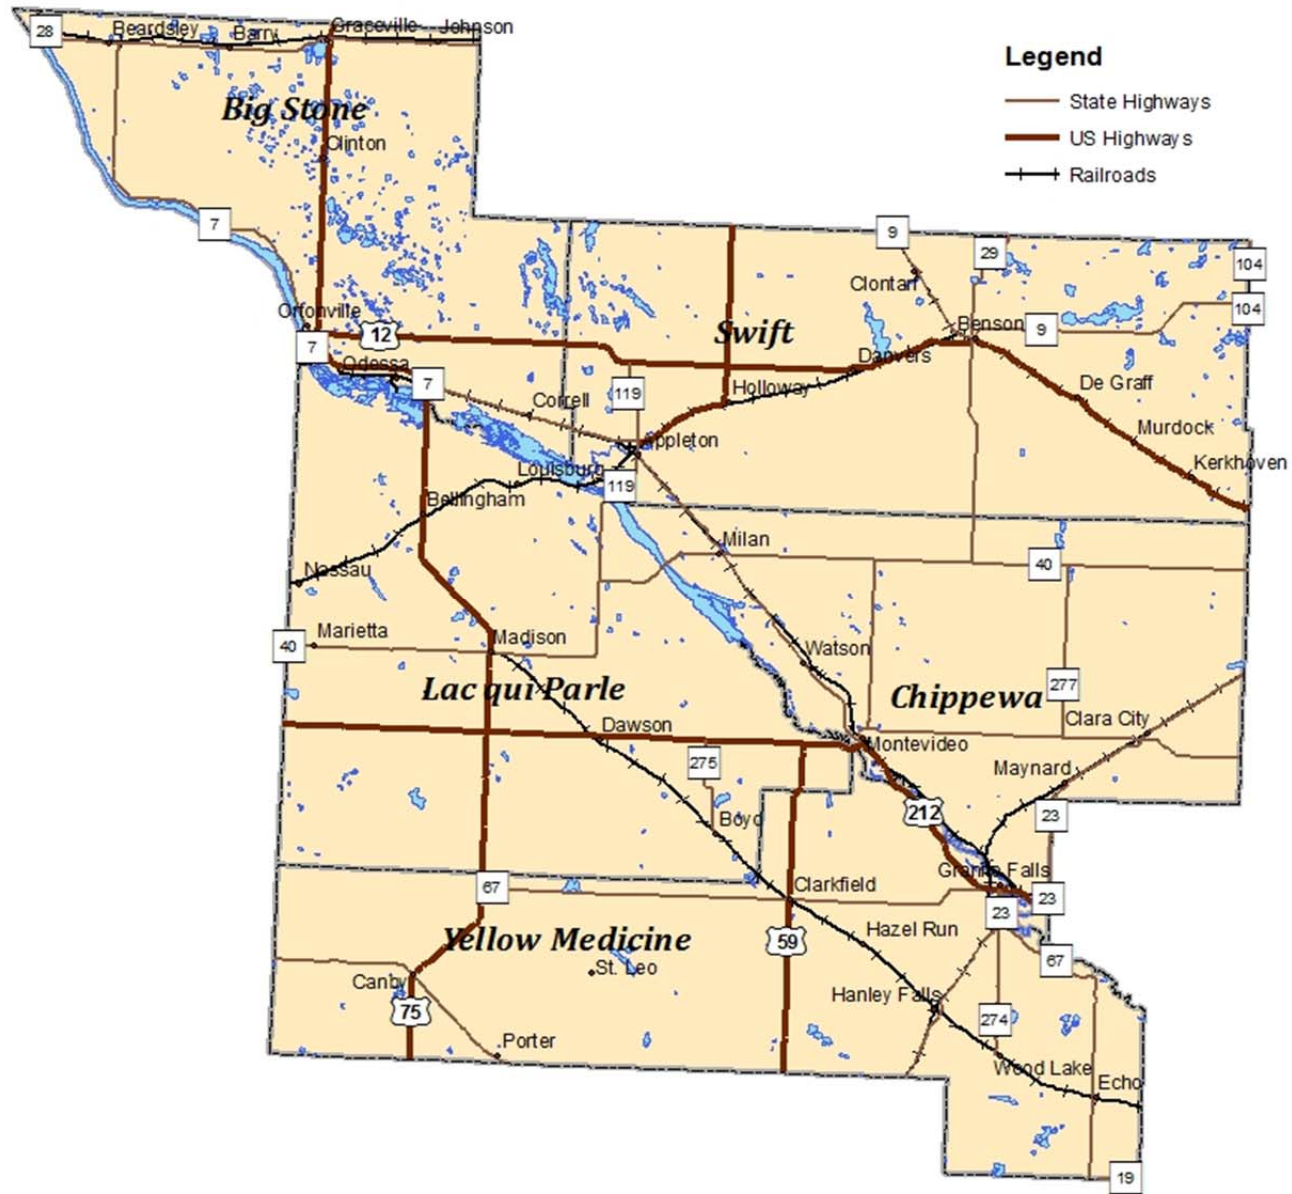 28
Beardsley
Barry
Graceville
Johnson
Legend
State Highways
US Highways
Railroads
Big Stone
Clinton
7
9
29
104
Clontarf
104
Ortonville
12
Swift
Benson
9
7
Danvers
Odessa
7
119
Holloway
De Graff
Correll
Murdock
Appleton
Kerkhoven
Louisburg
119
Bellingham
Milan
Nassau
40
Marietta
Madison
40
Watson
Lac qui Parle
Chippewa
277
Dawson
Clara City
Montevideo
275
Maynard
Boyd
212
23
Granite Falls
67
Clarkfield
23
23
Hazel Run
Yellow Medicine
59
67
St. Leo
Canby
Hanley Falls
75
274
Porter
Wood Lake
Echo
19